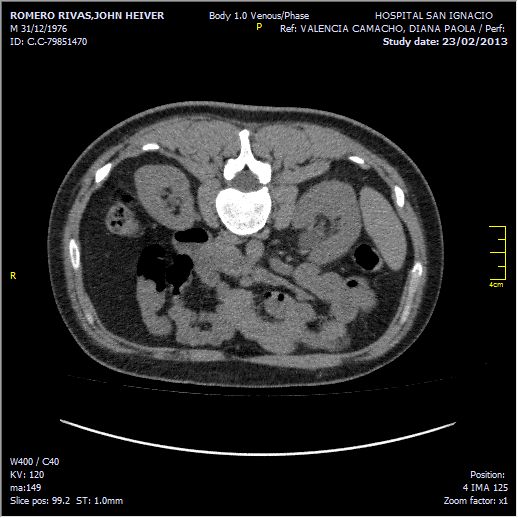 ROMERO RIVAS,JOHN HEIVER
M 31/12/1976
ID: C.C-79851470
Body 1.0 Venous/Phase
P
HOSPITAL SAN IGNACIO
Ref: VALENCIA CAMACHO, DIANA PAOLA / Perf:
Study date: 23/02/2013
R
4cm
W400 / C40
KV: 120
ma:149
Slice pos: 99.2 ST: 1.0mm
Position:
4 IMA 125
Zoom factor: x1